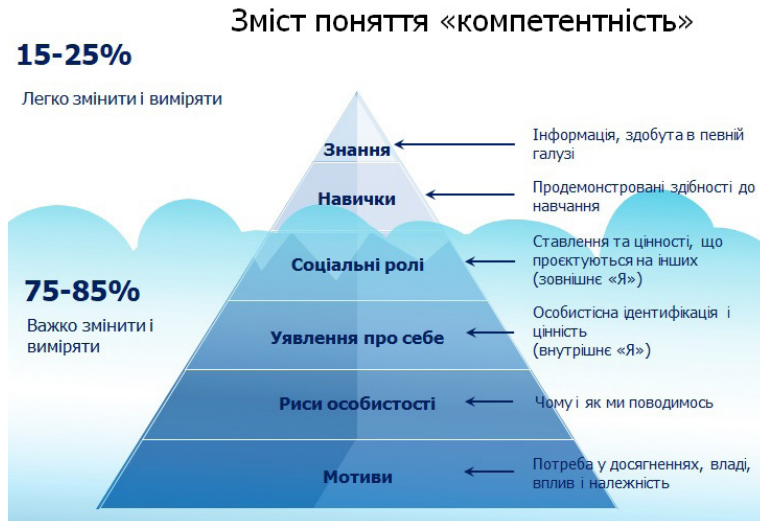 Зміст поняття «компетентність»
15-25%
Легко змінити і виміряти
Знання
Інформація, здобута в певній
галузі
Навички
Продемонстровані здібності до
навчання
Соціальні ролі
Ставлення та цінності, що
проєктуються на інших
(зовнішнє «Я»)
75-85%
Важко змінити і
виміряти
Уявлення про себе
Особистісна ідентифікація і
цінність
(внутрішнє «Я»)
Риси особистості
Чому і як ми поводимось
Мотиви
Потреба у досягненнях, владі,
вплив і належність